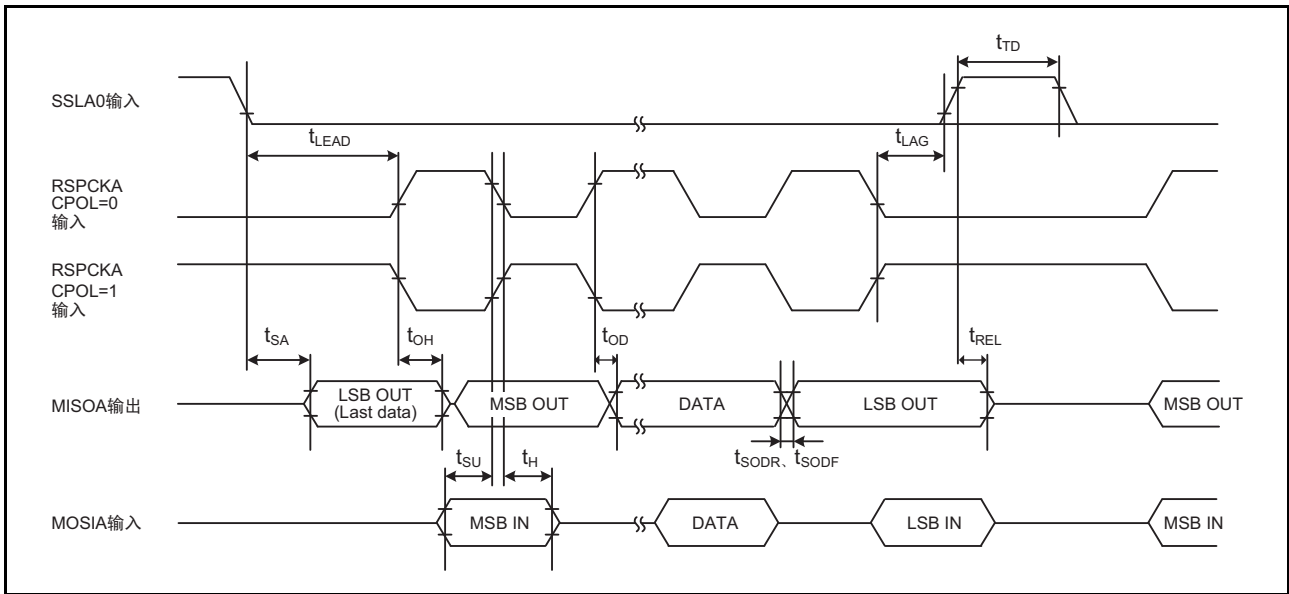 tTD
SSLA0输入
tLEAD
tLAG
RSPCKA
CPOL=0
输入
RSPCKA
CPOL=1
输入
tSA
tOH
tOD
tREL
MISOA输出
LSB OUT
(Last data)
MSB OUT
DATA
LSB OUT
MSB OUT
tSU
tH
tSODR、tSODF
MOSIA输入
MSB IN
DATA
LSB IN
MSB IN